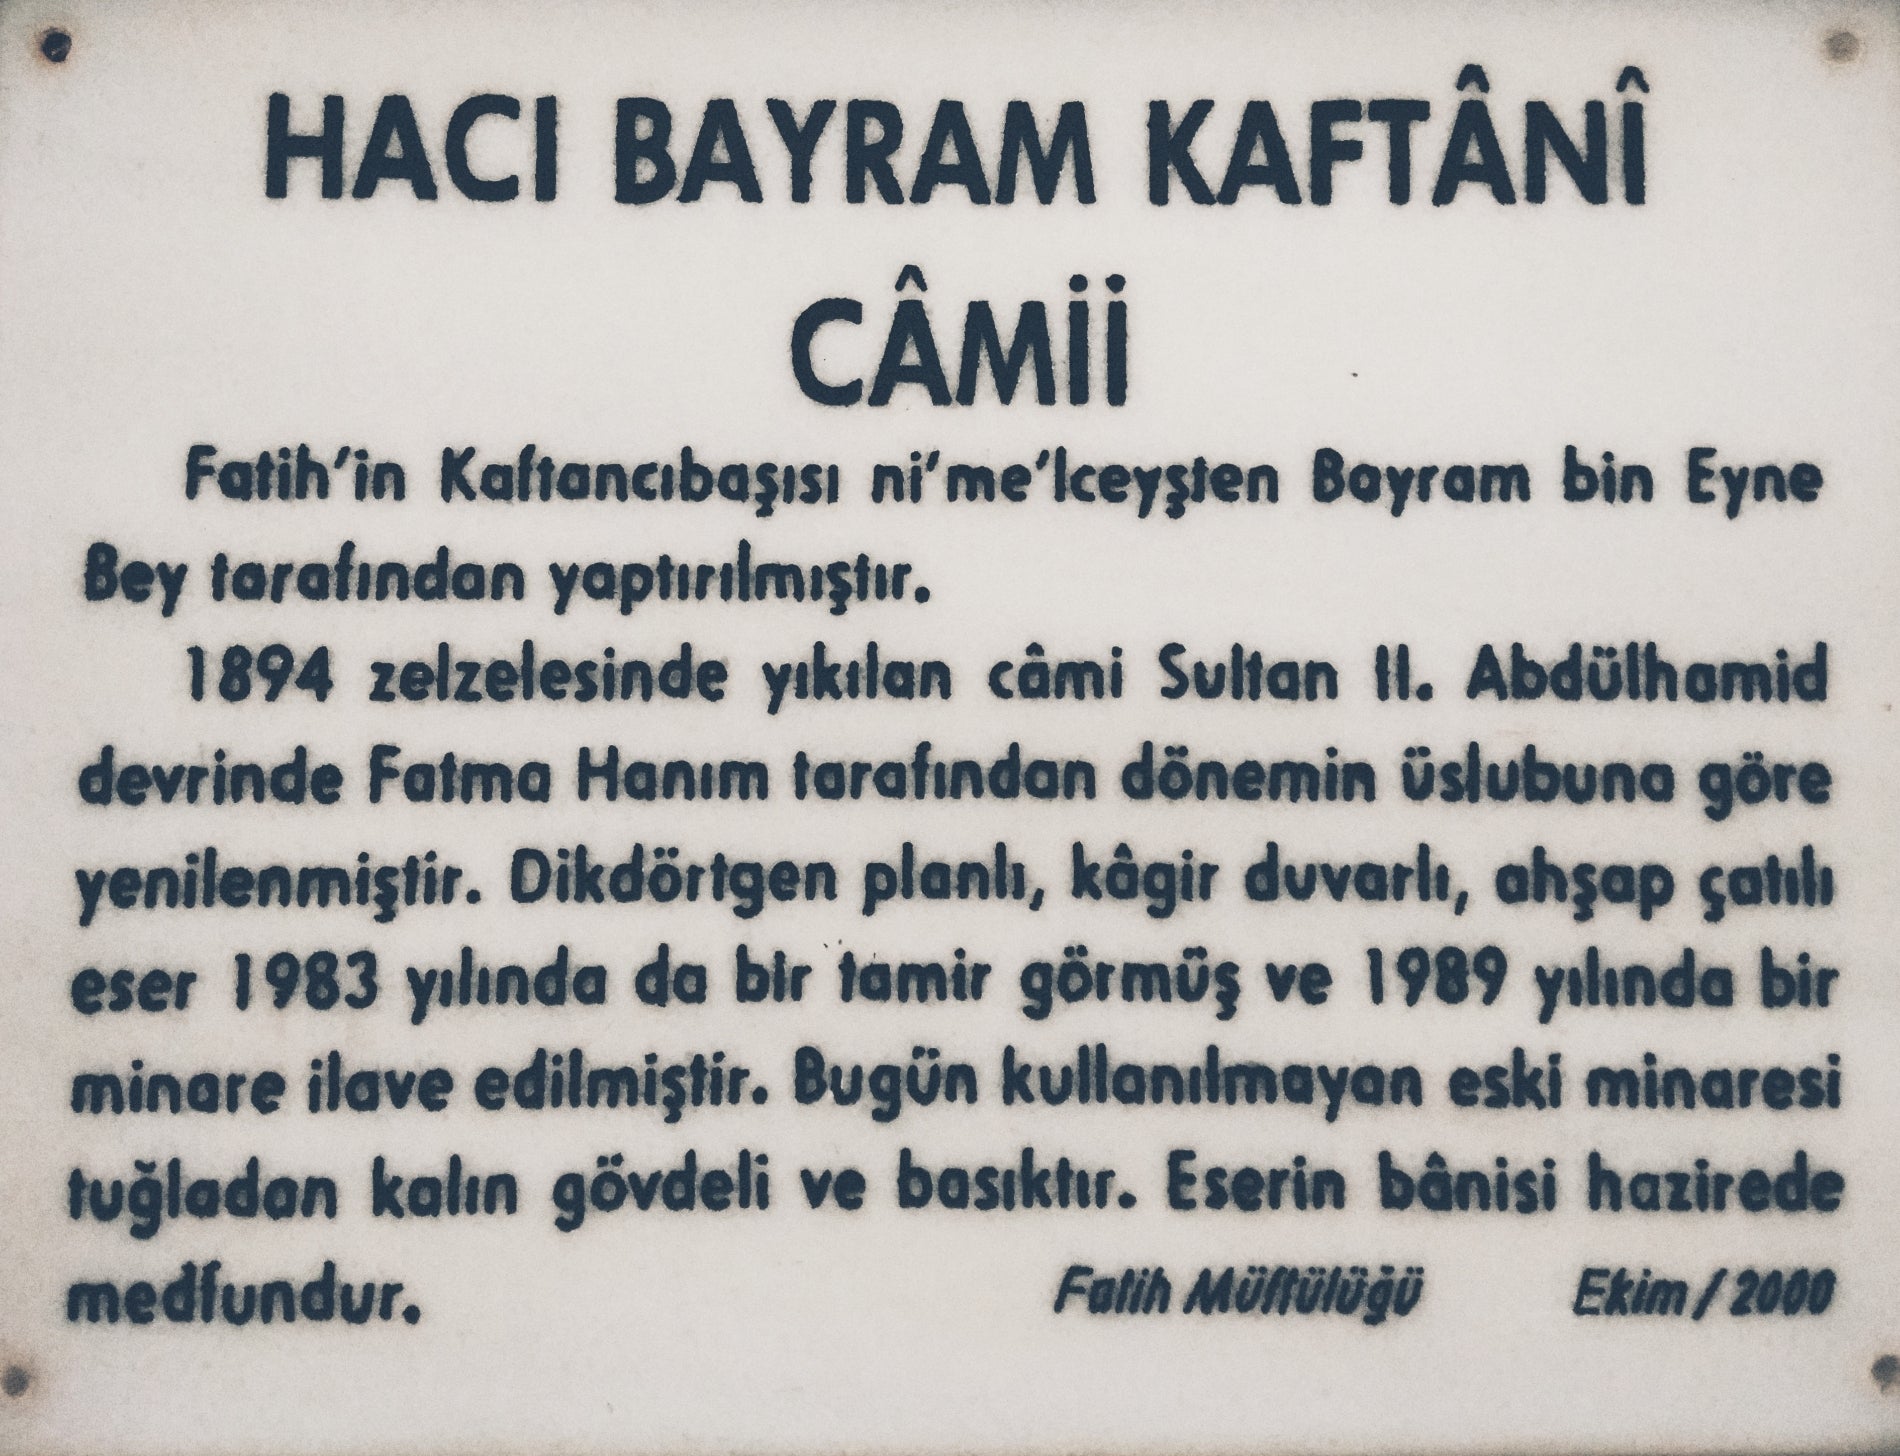 HACI BAYRAM KAFTÂNÎ
CÂMİİ
Fatih'in Kaftancıbaşısı ni'me'lceyşten Bayram bin Eyne
Bey tarafından yaptırılmıştır.
1894 zelzelesinde yıkılan câmi Sultan II. Abdülhamid
devrinde Fatma Hanım tarafından dönemin üslubuna göre
yenilenmiştir. Dikdörtgen planlı, kâgir duvarlı, ahşap çatılı
eser 1983 yılında da bir tamir görmüş ve 1989 yılında bir
minare ilave edilmiştir. Bugün kullanılmayan eski minaresi
tuğladan kalın gövdeli ve basıktır. Eserin bânisi hazirede
medfundur. Fatih Müftülüğü Ekim / 2000